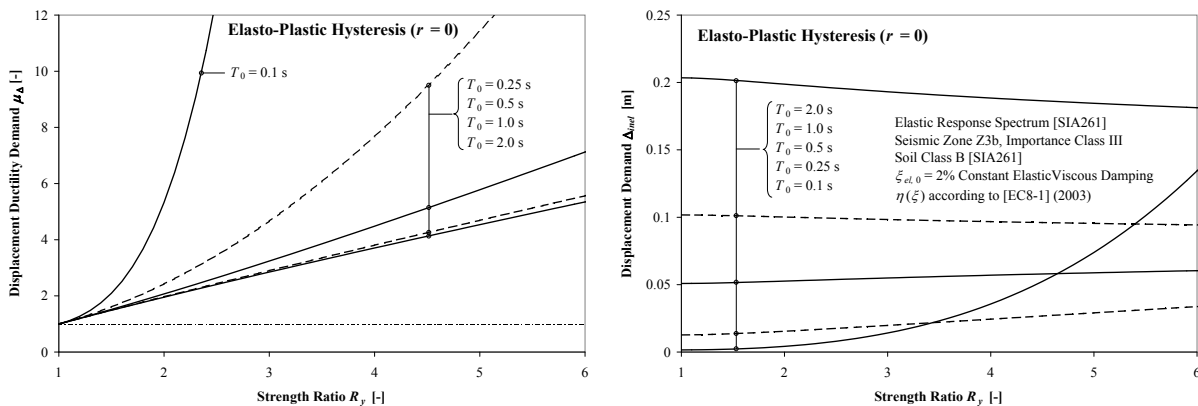 Elasto-Plastic Hysteresis (r = 0)
Displacement Ductility Demand μΔ [-]
12
10
8
6
4
2
0
T0 = 0.1 s
T0 = 0.25 s
T0 = 0.5 s
T0 = 1.0 s
T0 = 2.0 s
1 2 3 4 5 6
Strength Ratio Ry [-]
Elasto-Plastic Hysteresis (r = 0)
Displacement Demand Δinel [m]
0.25
0.2
0.15
0.1
0.05
0
T0 = 2.0 s
T0 = 1.0 s
T0 = 0.5 s
T0 = 0.25 s
T0 = 0.1 s
Elastic Response Spectrum [SIA261]
Seismic Zone Z3b, Importance Class III
Soil Class B [SIA261]
ξel, 0 = 2% Constant ElasticViscous Damping
η(ξ) according to [EC8-1] (2003)
1 2 3 4 5 6
Strength Ratio Ry [-]